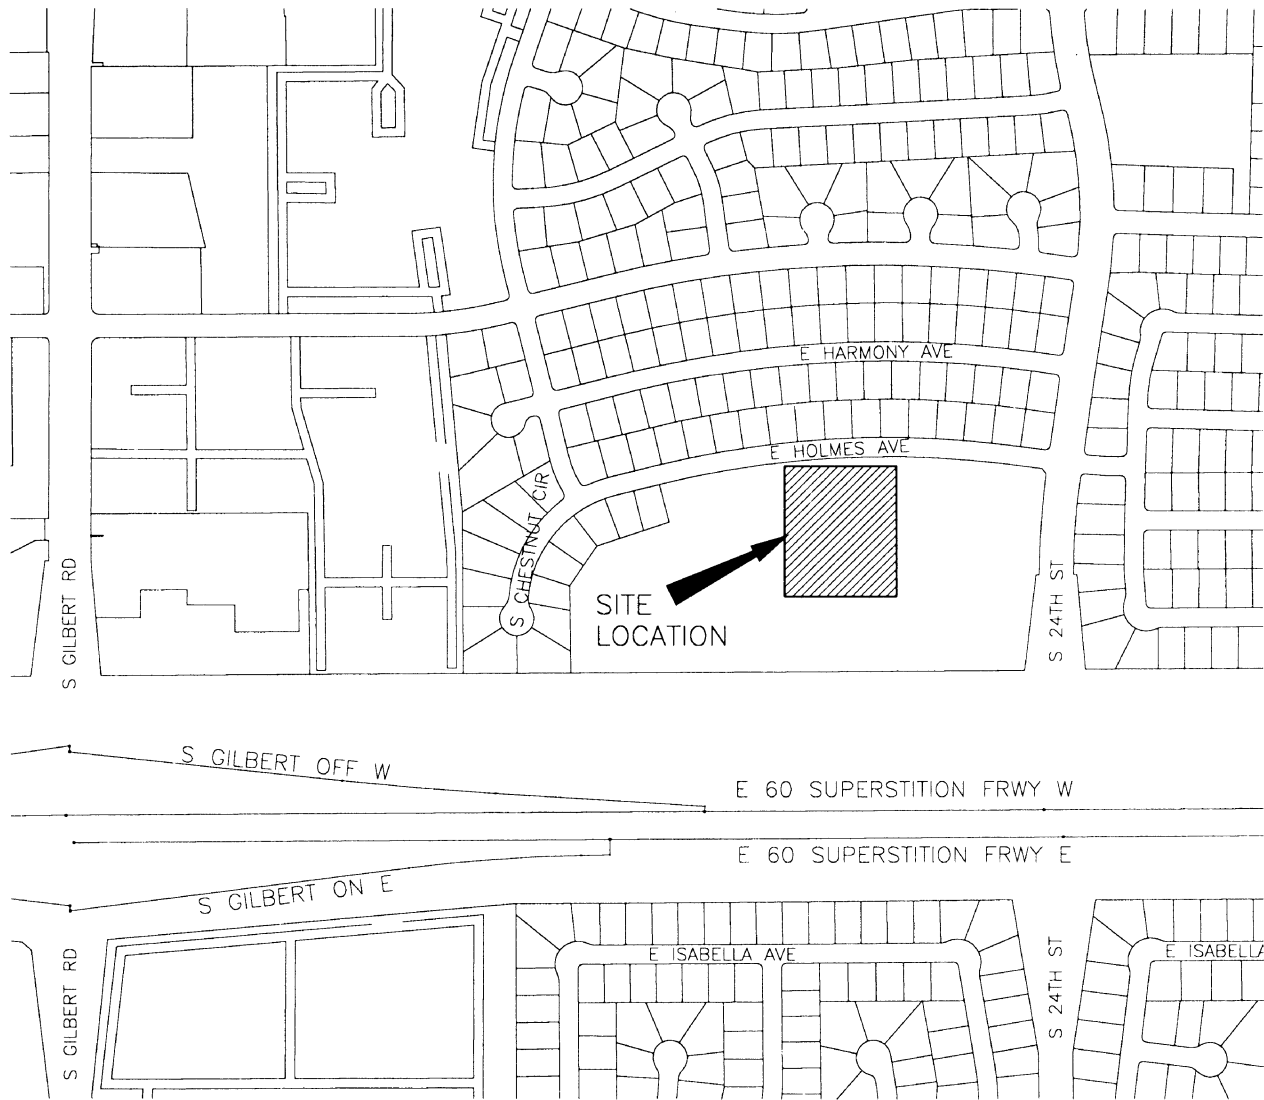 E HARMONY AVE
E HOLMES AVE
S CHESTNUT CIR
SITE
LOCATION
S GILBERT RD
S 24TH ST
S GILBERT OFF W
E 60 SUPERSTITION FRWY W
E 60 SUPERSTITION FRWY E
S GILBERT ON E
E ISABELLA AVE
E ISABELLA
S GILBERT RD
S 24TH ST